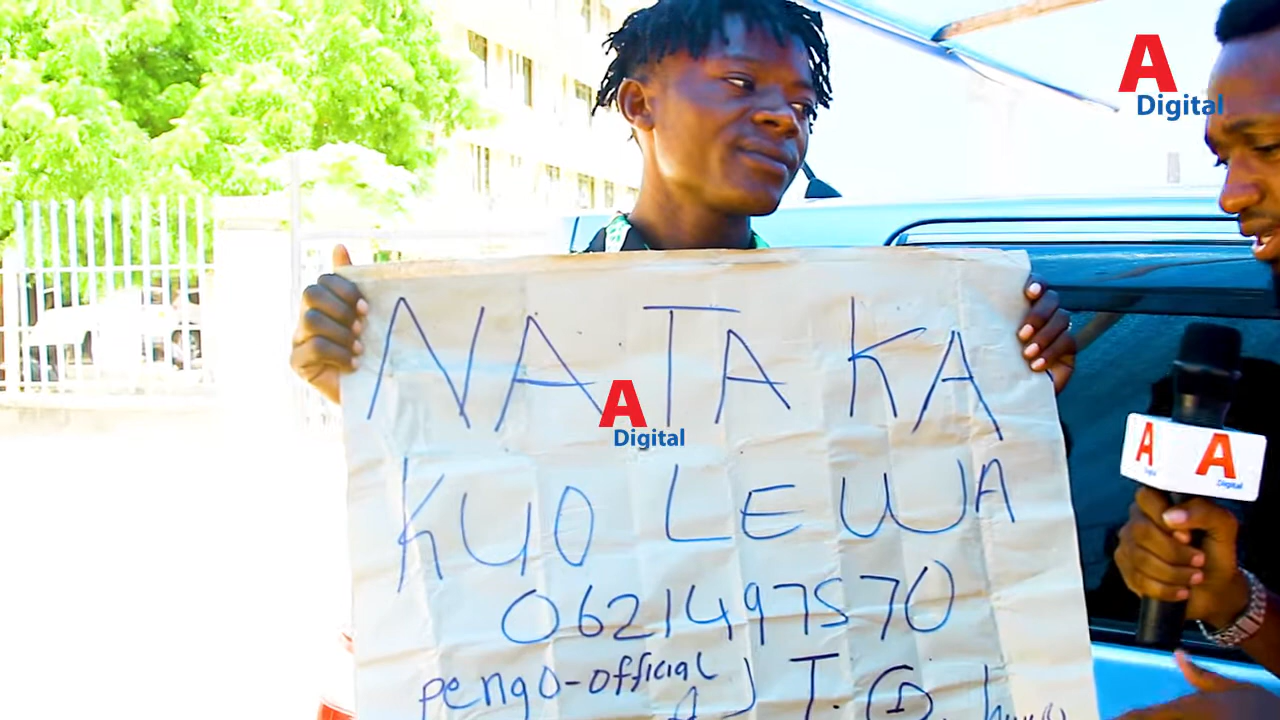 A
Digital
NATAKA
KUOLEWA
0621497570
pengo-official
A
Digital
A A
Digital